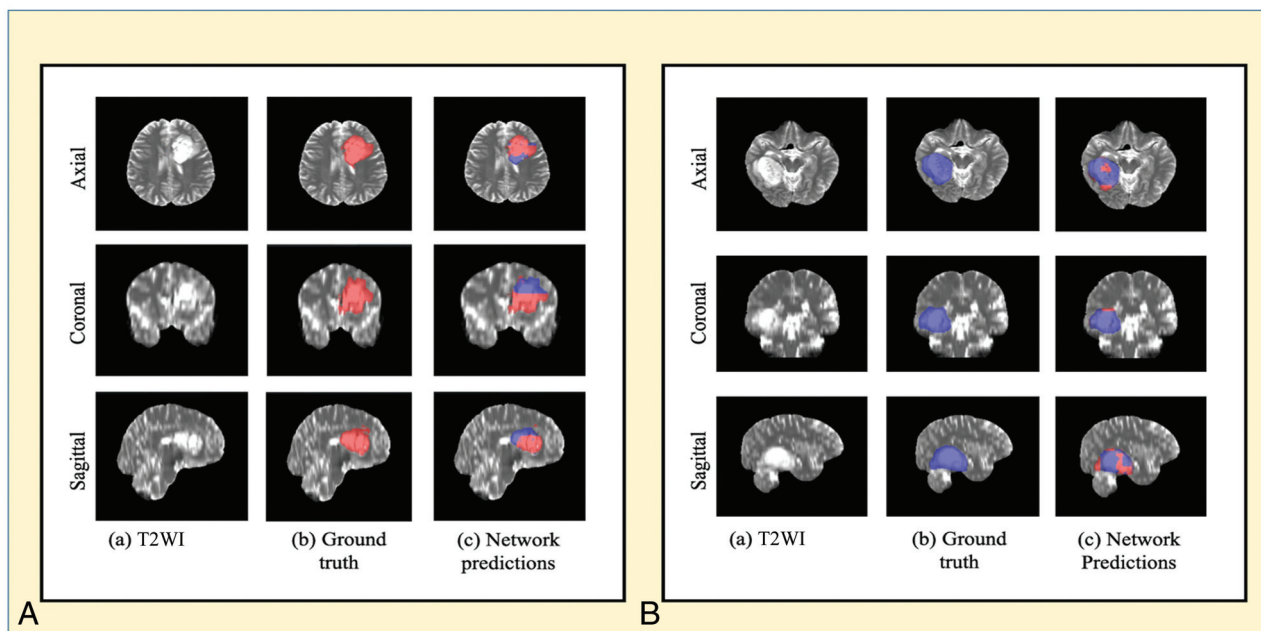 Axial
Coronal
Sagittal
(a) T2WI
(b) Ground
truth
(c) Network
predictions
A
Axial
Coronal
Sagittal
(a) T2WI
(b) Ground
truth
(c) Network
Predictions
B